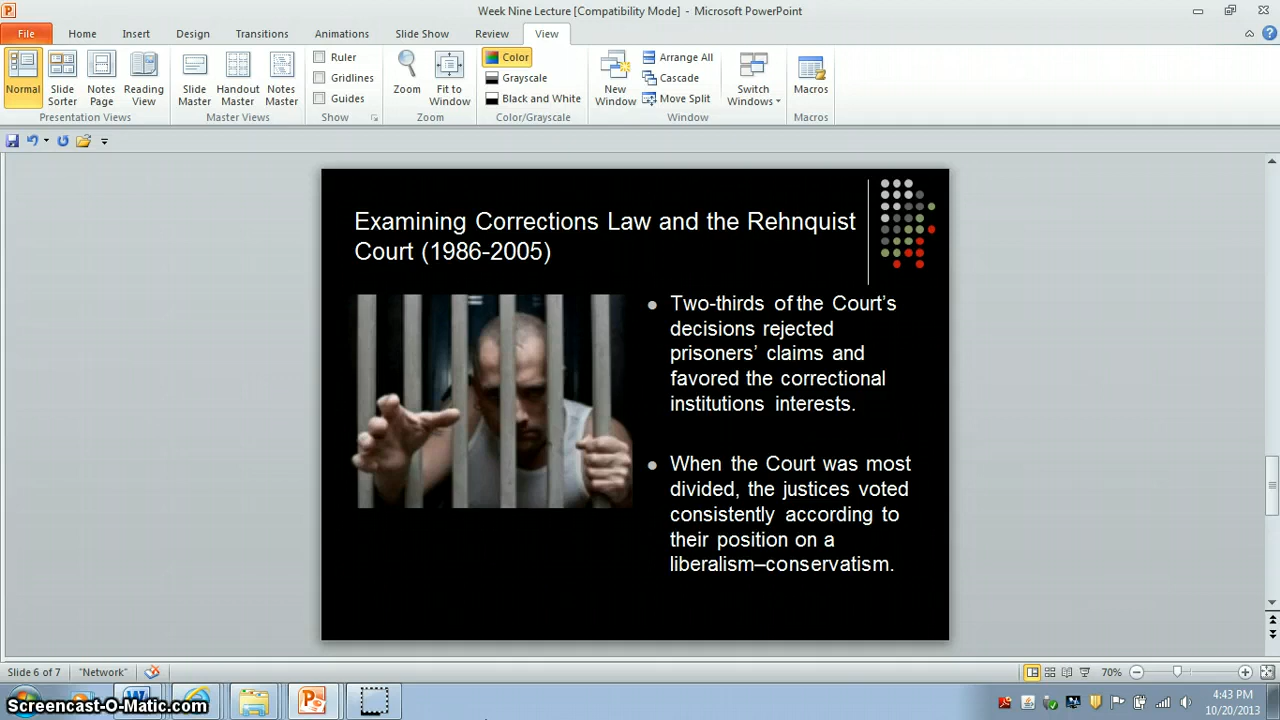 Week Nine Lecture [Compatibility Mode] - Microsoft PowerPoint
File Home Insert Design Transitions Animations Slide Show Review View
Ruler
Gridlines
Guides
Normal
Slide Sorter
Notes Page
Reading View
Slide Master
Handout Master
Notes Master
Zoom
Fit to Window
Color
Grayscale
Black and White
New Window
Arrange All
Cascade
Move Split
Switch Windows
Macros
Presentation Views Master Views Show Zoom Color/Grayscale Window Macros
Examining Corrections Law and the Rehnquist
Court (1986-2005)
Two-thirds of the Court’s
decisions rejected
prisoners’ claims and
favored the correctional
institutions interests.
When the Court was most
divided, the justices voted
consistently according to
their position on a
liberalism–conservatism.
Slide 6 of 7 "Network" 70%
Screencast-O-Matic.com
4:43 PM
10/20/2013